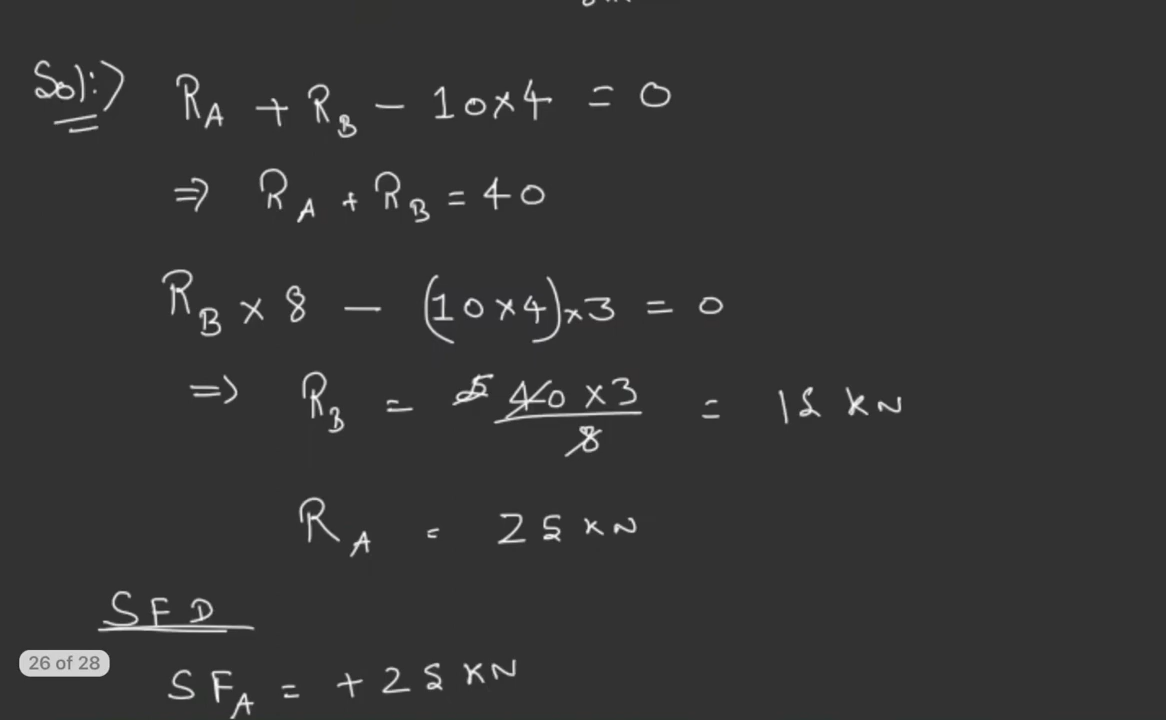 Sol:)
R_A + R_B - 10×4 = 0
=> R_A + R_B = 40
R_B × 8 - (10×4)×3 = 0
=> R_B = 5 40×3 / 8 = 15 KN
R_A = 25 KN
SFD
26 of 28
SF_A = +25 KN